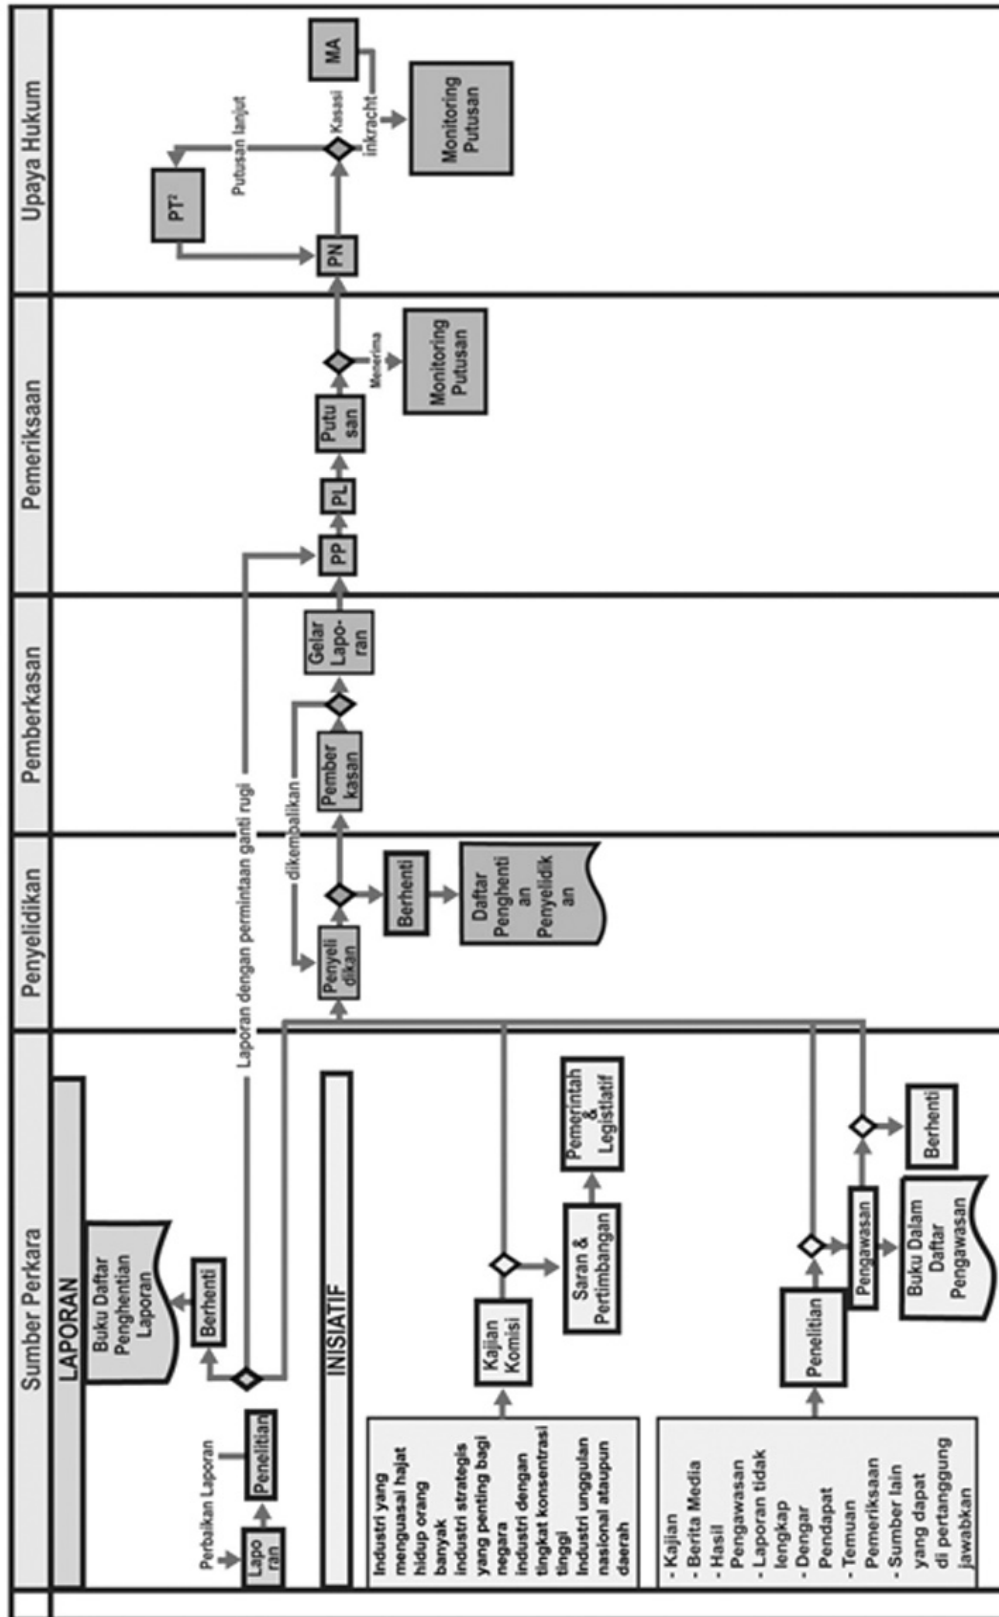 Sumber Perkara
Penyelidikan
Pemberkasan
Pemeriksaan
Upaya Hukum
LAPORAN
Buku Daftar
Penghentian
Laporan
Berhenti
Perbaikan Laporan
Lapo
ran
Penelitian
Laporan dengan permintaan ganti rugi
INISIATIF
Industri yang
menguasai hajat
hidup orang
banyak
industri strategis
yang penting bagi
negara
industri dengan
tingkat konsentrasi
tinggi
Industri unggulan
nasional ataupun
daerah
Kajian
Komisi
Saran &
Pertimbangan
Pemerintah
&
Legistlatif
- Kajian
- Berita Media
- Hasil
Pengawasan
- Laporan tidak
lengkap
- Dengar
Pendapat
- Temuan
Pemeriksaan
- Sumber lain
yang dapat
di pertanggung
jawabkan
Penelitian
Pengawasan
Buku Dalam
Daftar
Pengawasan
Berhenti
Penyeli
dikan
dikembalikan
Berhenti
Daftar
Penghenti
an
Penyelidik
an
Pember
kasan
Gelar
Lapo-
ran
PP
PL
Putu
san
Menerima
Monitoring
Putusan
PN
PT²
Putusan lanjut
Kasasi
MA
inkracht
Monitoring
Putusan